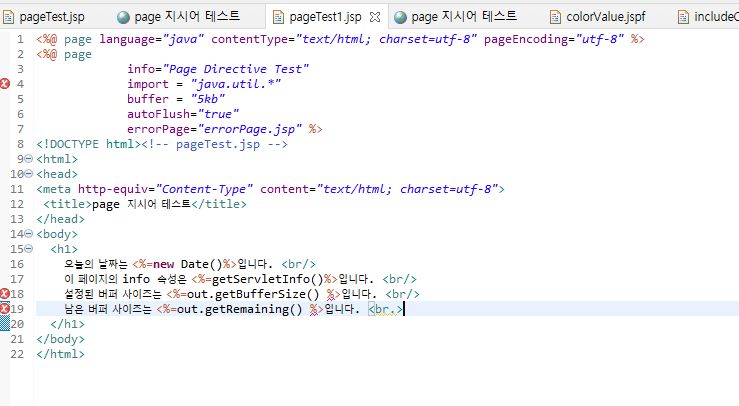 pageTest.jsp page 지시어 테스트 pageTest1.jsp page 지시어 테스트 colorValue.jspf
1 <%@ page language="java" contentType="text/html; charset=utf-8" pageEncoding="utf-8" %>
2 <%@ page
3 info="Page Directive Test"
4 import = "java.util.*"
5 buffer = "5kb"
6 autoFlush="true"
7 errorPage="errorPage.jsp" %>
8 <!DOCTYPE html><!-- pageTest.jsp -->
9 <html>
10 <head>
11 <meta http-equiv="Content-Type" content="text/html; charset=utf-8">
12 <title>page 지시어 테스트</title>
13 </head>
14 <body>
15 <h1>
16 오늘의 날짜는 <%=new Date()%>입니다. <br/>
17 이 페이지의 info 속성은 <%=getServletInfo()%>입니다. <br/>
18 설정된 버퍼 사이즈는 <%=out.getBufferSize() %>입니다. <br/>
19 남은 버퍼 사이즈는 <%=out.getRemaining() %>입니다. <br.>
20 </h1>
21 </body>
22 </html>